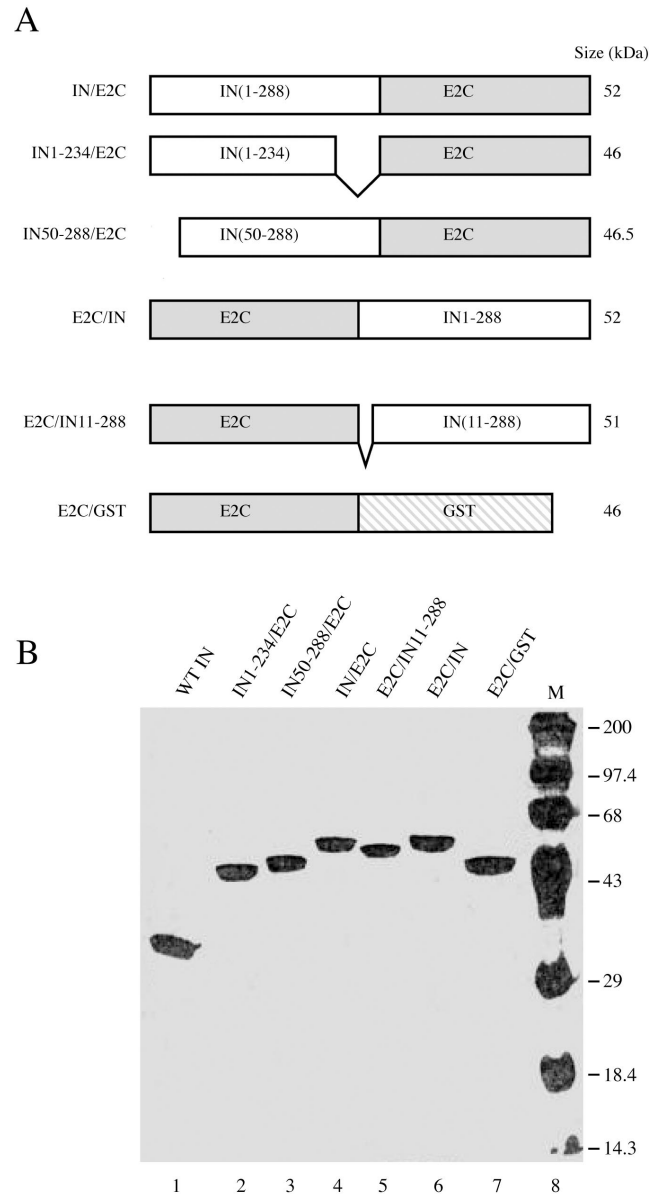 A
Size (kDa)
IN/E2C IN(1-288) E2C 52
IN1-234/E2C IN(1-234) E2C 46
IN50-288/E2C IN(50-288) E2C 46.5
E2C/IN E2C IN1-288 52
E2C/IN11-288 E2C IN(11-288) 51
E2C/GST E2C GST 46
B
WT IN IN1-234/E2C IN50-288/E2C IN/E2C E2C/IN11-288 E2C/IN E2C/GST M
200
97.4
68
43
29
18.4
14.3
1 2 3 4 5 6 7 8